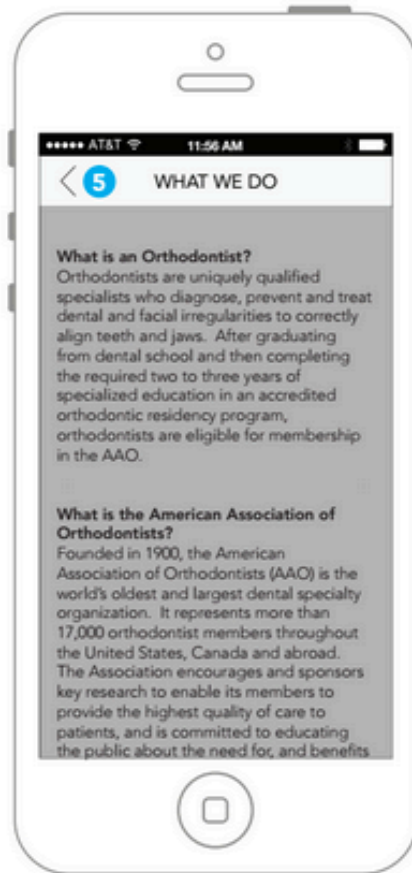 AT&T 11:56 AM
5 WHAT WE DO
What is an Orthodontist?
Orthodontists are uniquely qualified
specialists who diagnose, prevent and treat
dental and facial irregularities to correctly
align teeth and jaws. After graduating
from dental school and then completing
the required two to three years of
specialized education in an accredited
orthodontic residency program,
orthodontists are eligible for membership
in the AAO.
What is the American Association of
Orthodontists?
Founded in 1900, the American
Association of Orthodontists (AAO) is the
world's oldest and largest dental specialty
organization. It represents more than
17,000 orthodontist members throughout
the United States, Canada and abroad.
The Association encourages and sponsors
key research to enable its members to
provide the highest quality of care to
patients, and is committed to educating
the public about the need for, and benefits